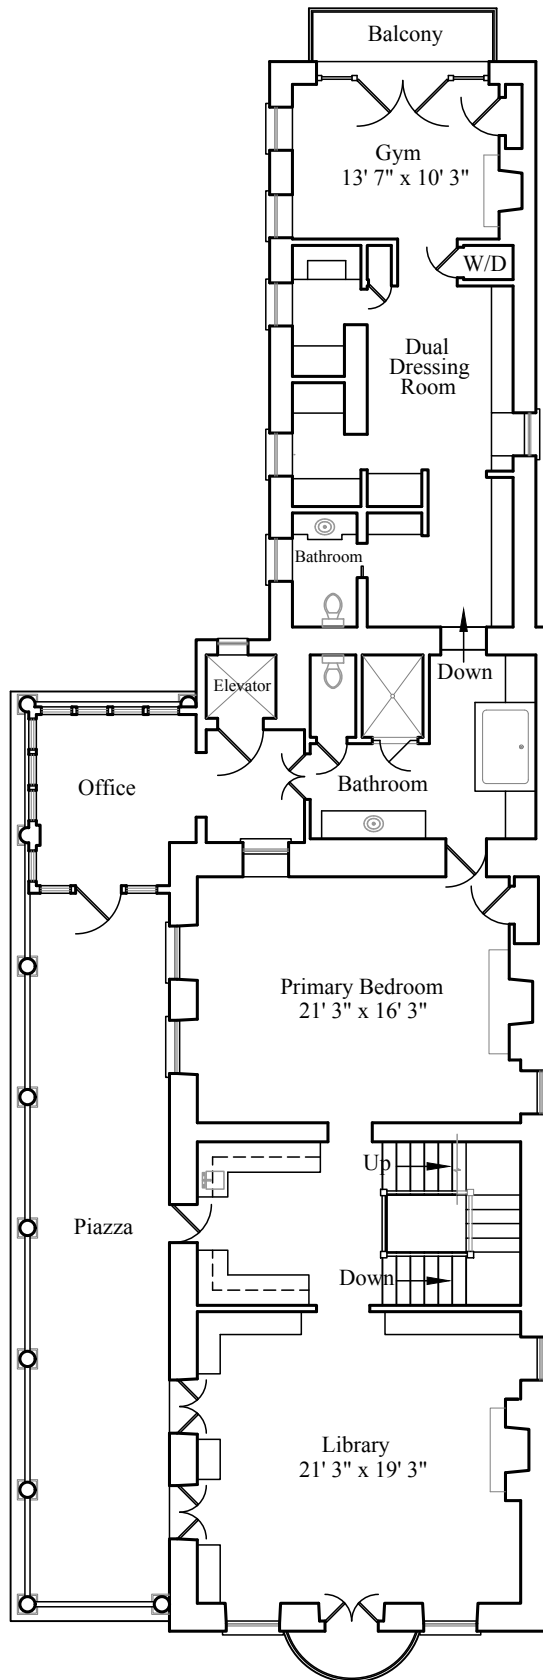 Balcony
Gym
13' 7" x 10' 3"
W/D
Dual
Dressing
Room
Bathroom
Down
Elevator
Office
Bathroom
Primary Bedroom
21' 3" x 16' 3"
Up
Piazza
Down
Library
21' 3" x 19' 3"